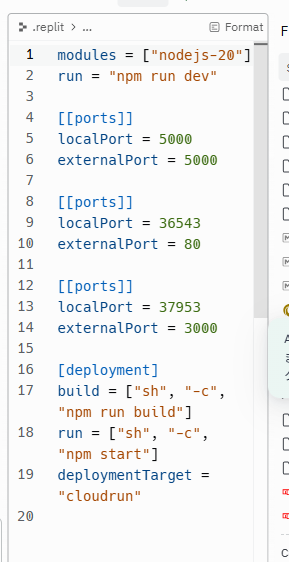 .replit > ...
Format
1 modules = ["nodejs-20"]
2 run = "npm run dev"
3
4 [[ports]]
5 localPort = 5000
6 externalPort = 5000
7
8 [[ports]]
9 localPort = 36543
10 externalPort = 80
11
12 [[ports]]
13 localPort = 37953
14 externalPort = 3000
15
16 [deployment]
17 build = ["sh", "-c",
"npm run build"]
18 run = ["sh", "-c",
"npm start"]
19 deploymentTarget =
"cloudrun"
20